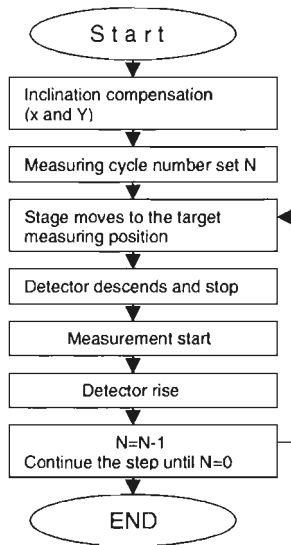 Start
Inclination compensation
(x and Y)
Measuring cycle number set N
Stage moves to the target
measuring position
Detector descends and stop
Measurement start
Detector rise
N=N-1
Continue the step until N=0
END